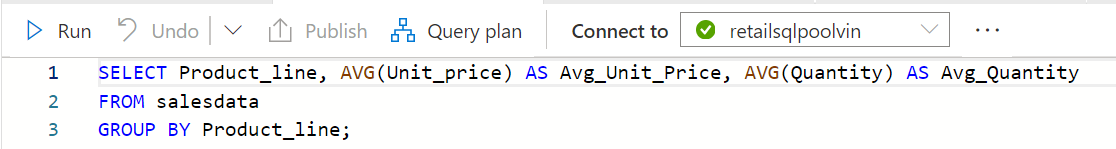 Run Undo Publish Query plan Connect to retailsqlpoolvin ...
1 SELECT Product_line, AVG(Unit_price) AS Avg_Unit_Price, AVG(Quantity) AS Avg_Quantity
2 FROM salesdata
3 GROUP BY Product_line;